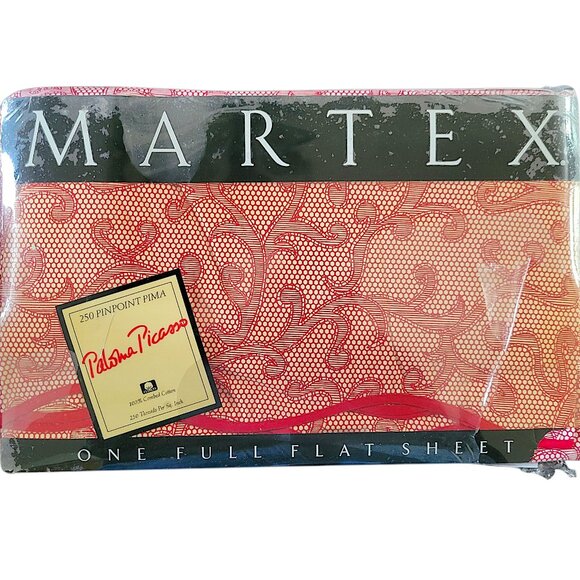 MARTEX
250 PINPOINT PIMA
Paloma Picasso
100% Combed Cotton
250 Threads Per Sq. Inch
ONE FULL FLAT SHEET